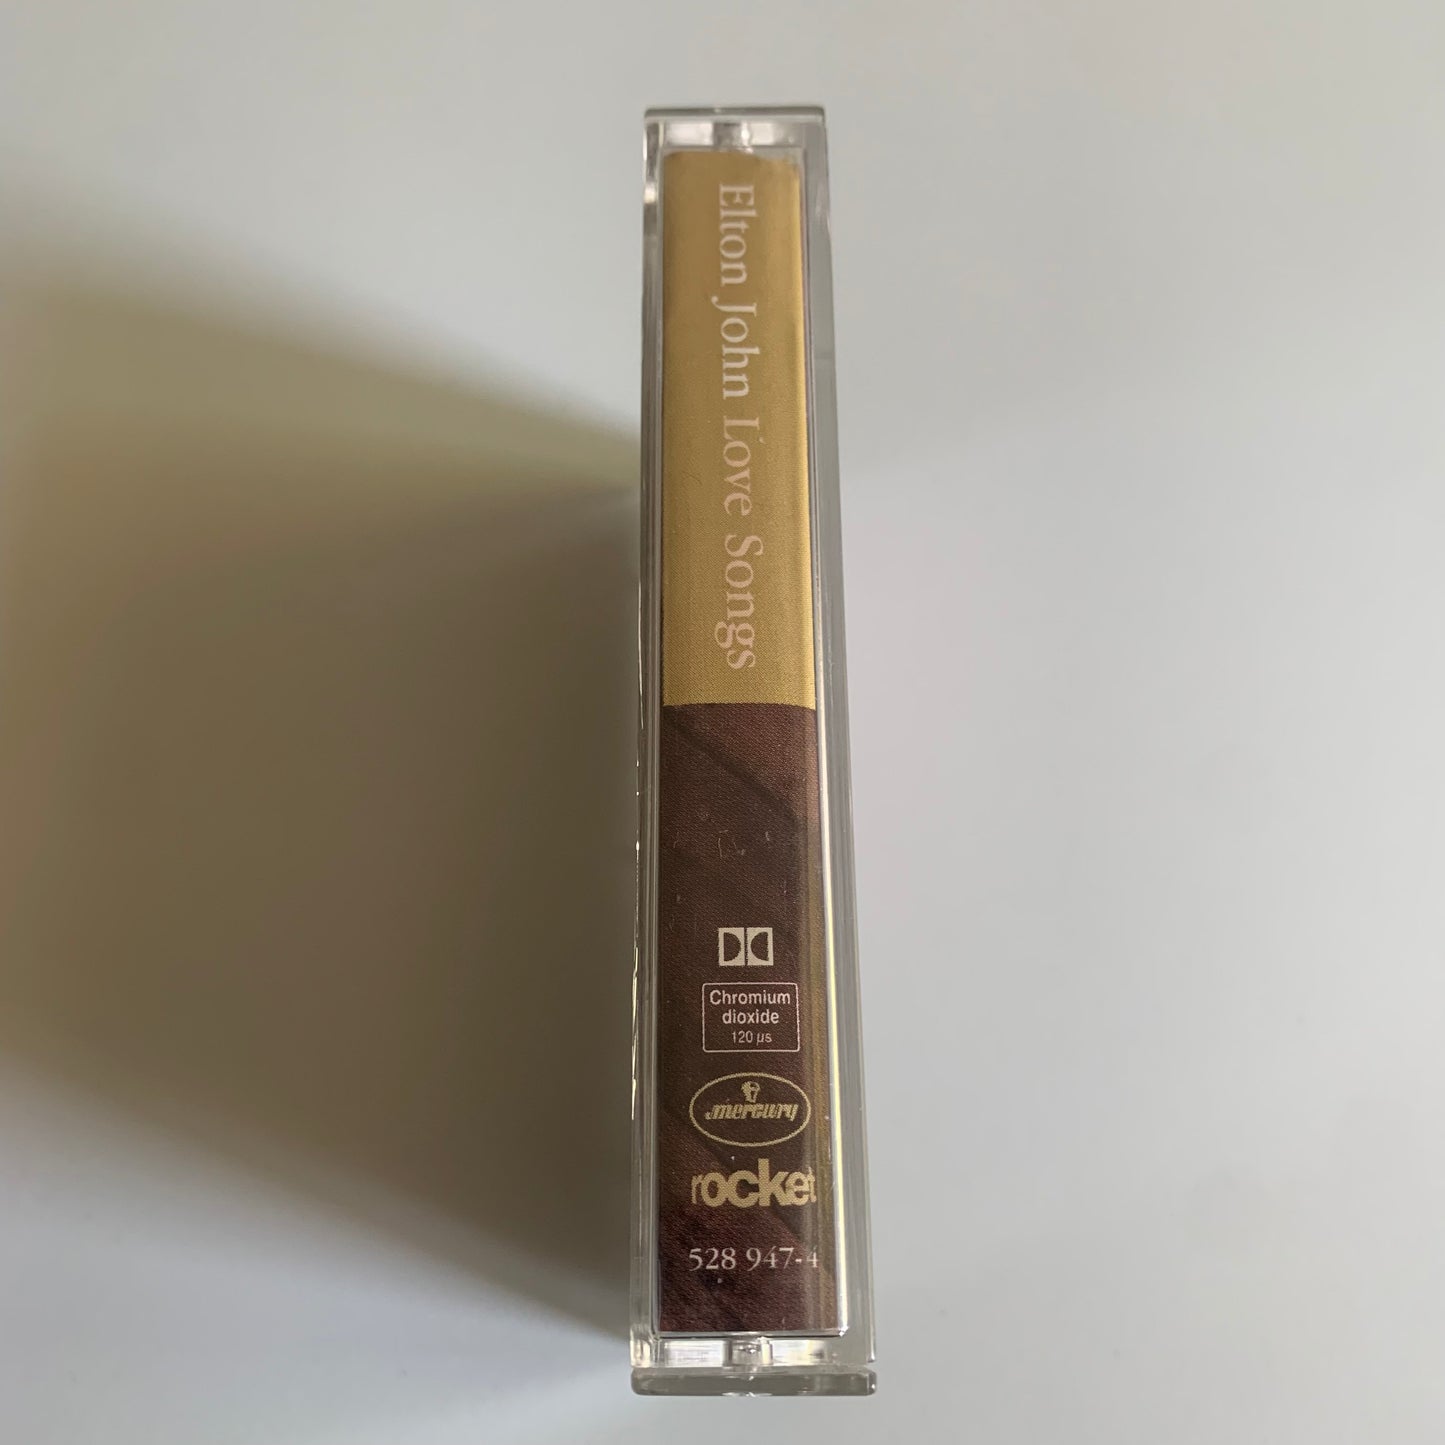 Elton John Love Songs
Chromium
dioxide
120 µs
mercury
rocket
528 947-4